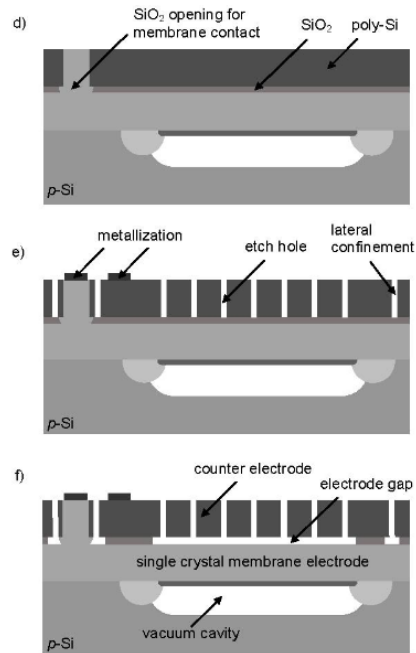 d)
SiO₂ opening for
membrane contact
SiO₂
poly-Si
p-Si
e)
metallization
etch hole
lateral
confinement
p-Si
f)
counter electrode
electrode gap
single crystal membrane electrode
p-Si
vacuum cavity